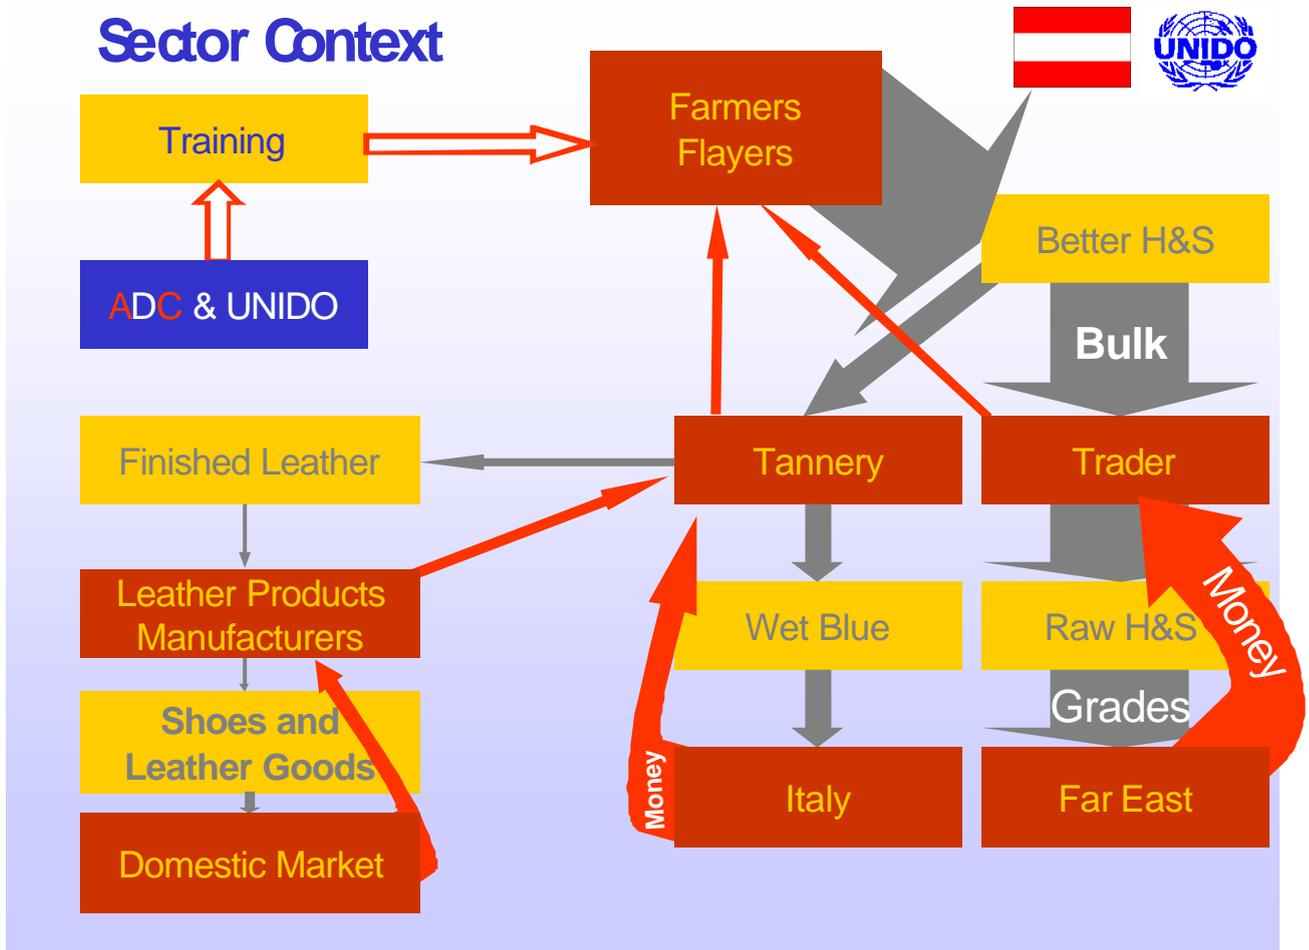 Sector Context
UNIDO
Training
Farmers
Flayers
Better H&S
ADC & UNIDO
Bulk
Finished Leather
Tannery
Trader
Leather Products
Manufacturers
Wet Blue
Raw H&S
Money
Shoes and
Leather Goods
Grades
Money
Italy
Far East
Domestic Market